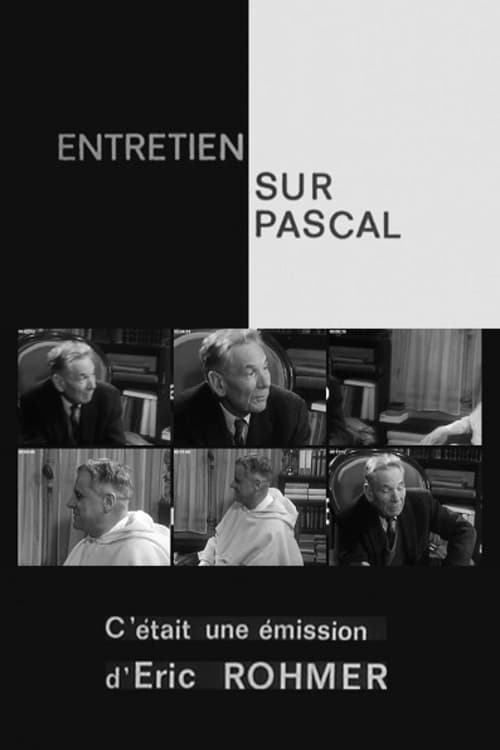 ENTRETIEN
SUR
PASCAL
C'était une émission
d'Eric ROHMER